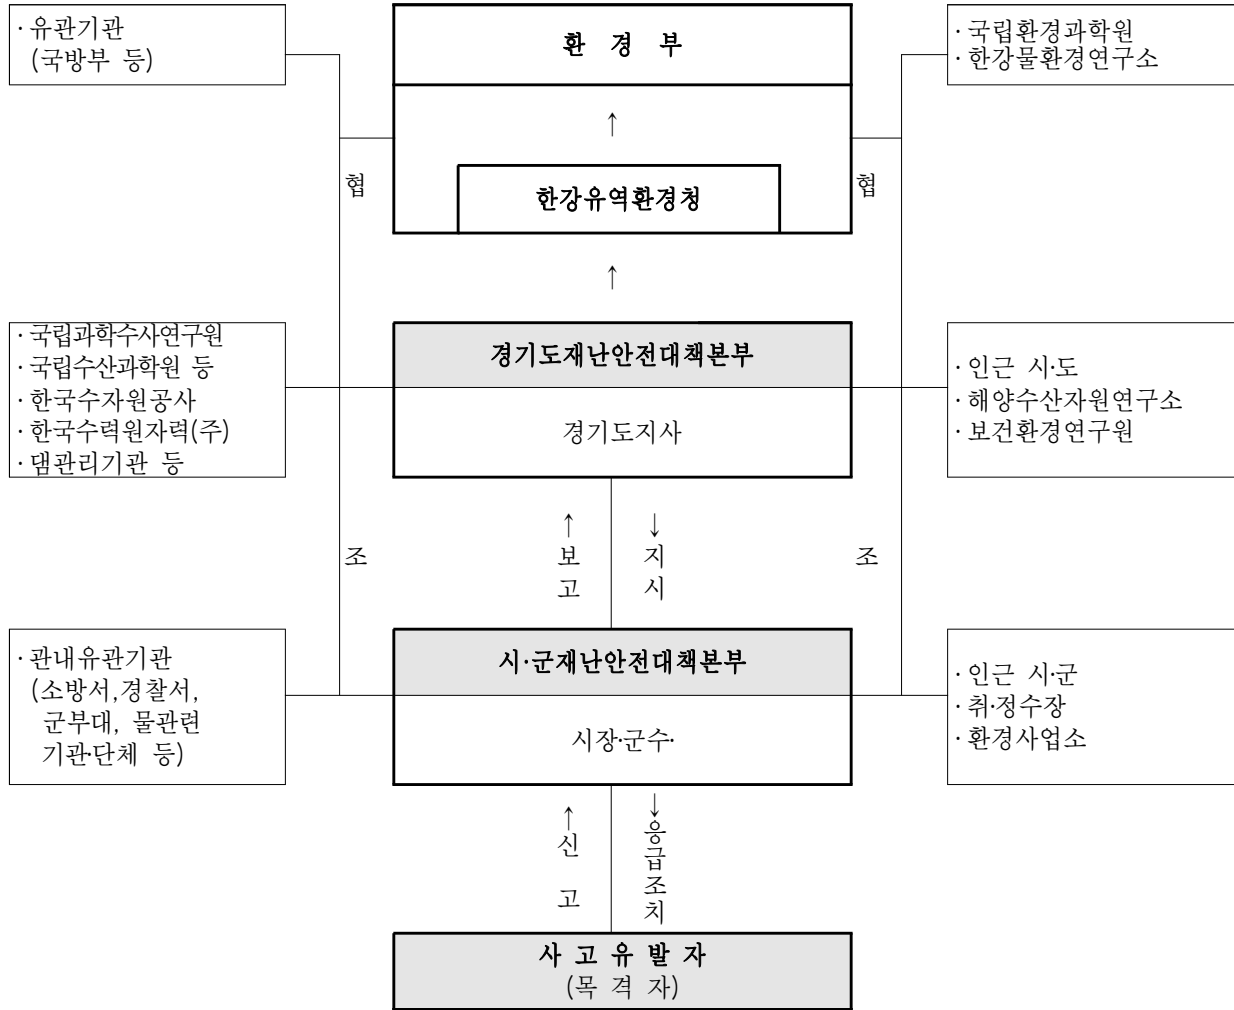 · 유관기관
(국방부 등)
환 경 부
· 국립환경과학원
· 한강물환경연구소
↑
협
한강유역환경청
협
↑
· 국립과학수사연구원
· 국립수산과학원 등
· 한국수자원공사
· 한국수력원자력(주)
· 댐관리기관 등
경기도재난안전대책본부
경기도지사
· 인근 시·도
· 해양수산자원연구소
· 보건환경연구원
조
↑
보
고
↓
지
시
조
· 관내유관기관
(소방서,경찰서,
군부대, 물관련
기관·단체 등)
시·군재난안전대책본부
시장·군수·
· 인근 시·군
· 취·정수장
· 환경사업소
↑
신
고
↓
응
급
조
치
사 고 유 발 자
(목 격 자)